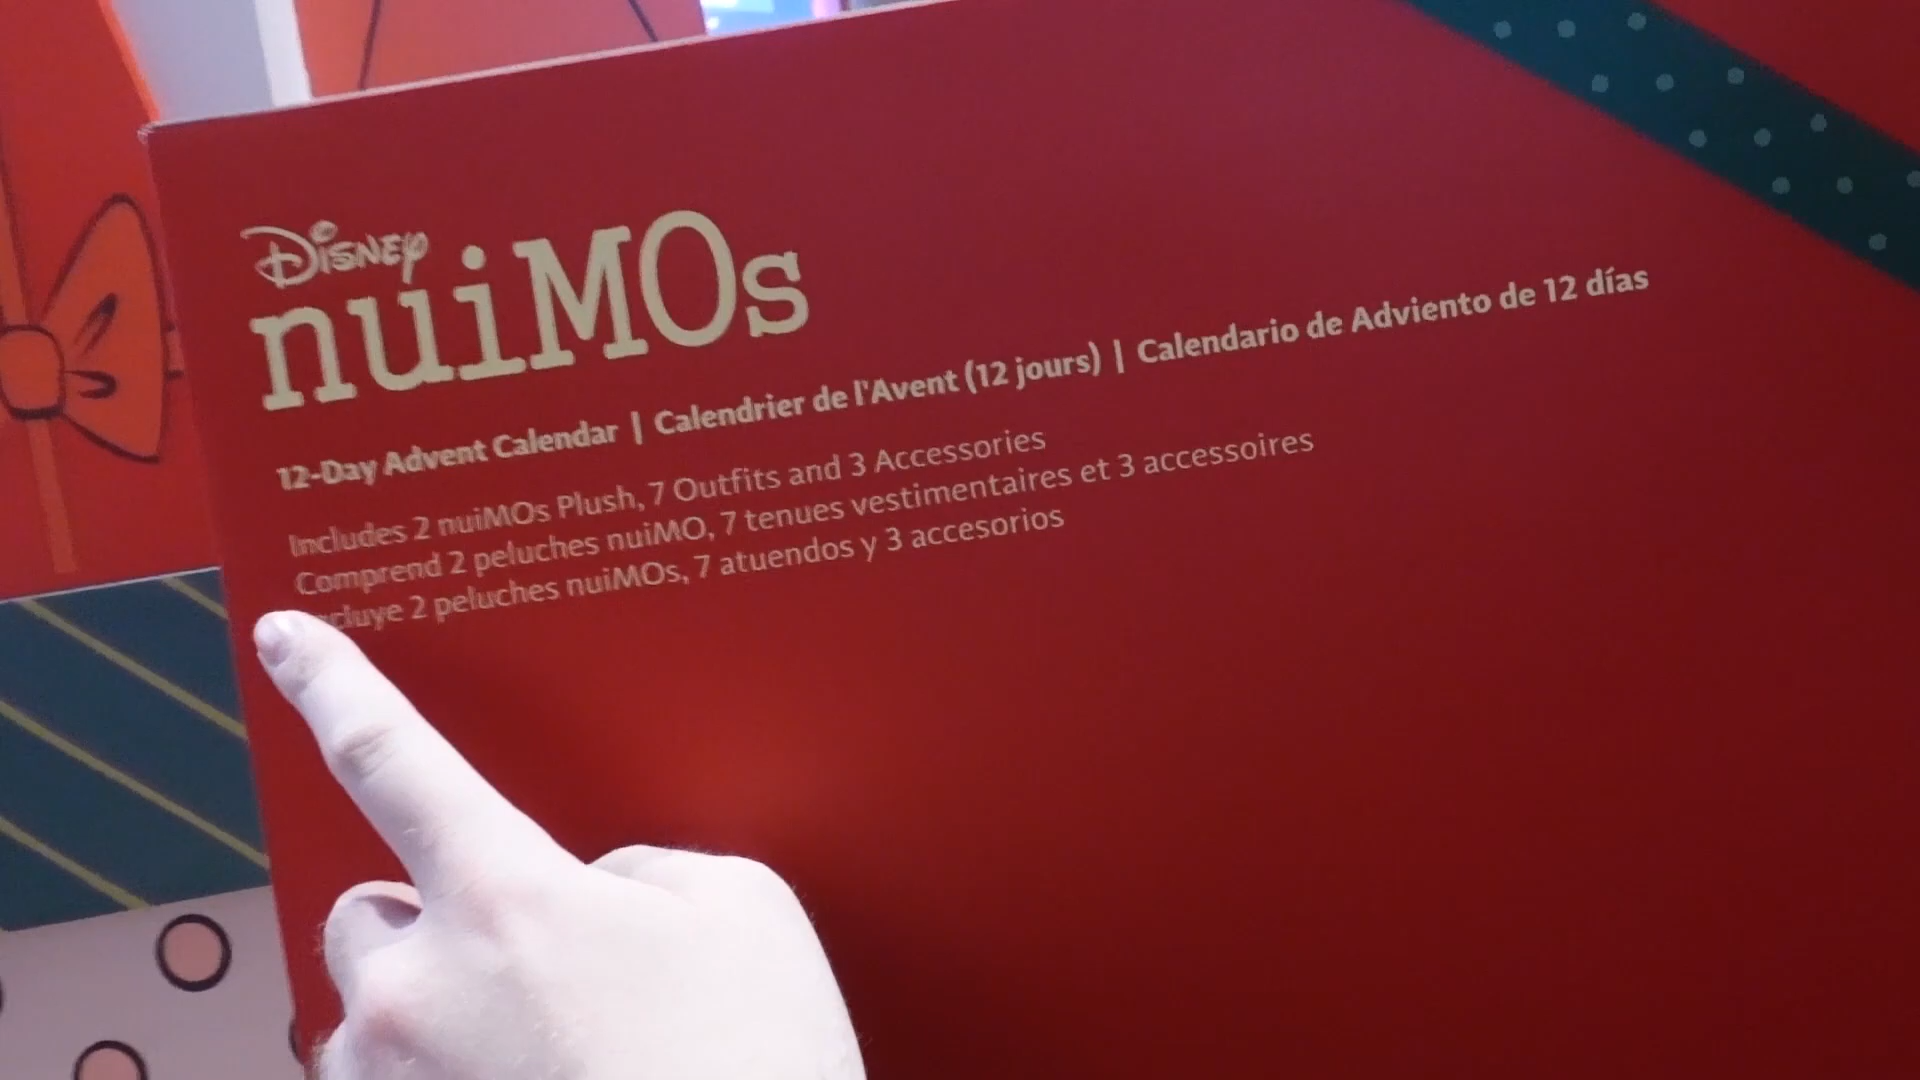 Disney
nuiMOs
12-Day Advent Calendar | Calendrier de l'Avent (12 jours) | Calendario de Adviento de 12 días
Includes 2 nuiMOs Plush, 7 Outfits and 3 Accessories
Comprend 2 peluches nuiMO, 7 tenues vestimentaires et 3 accessoires
2 peluches nuiMOs, 7 atuendos y 3 accesorios